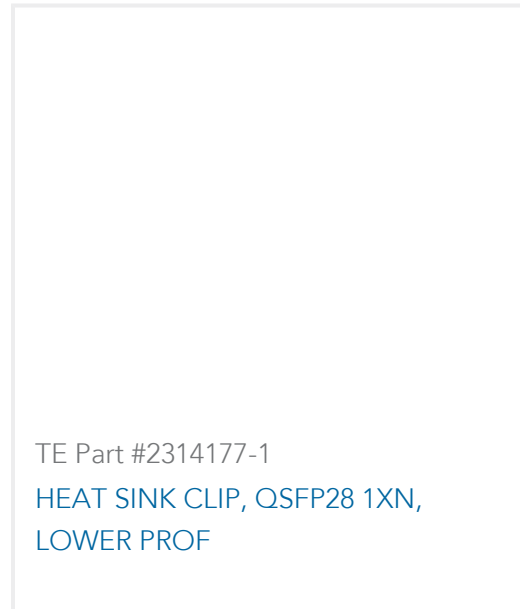 TE Part #2314177-1
HEAT SINK CLIP, QSFP28 1XN,
LOWER PROF